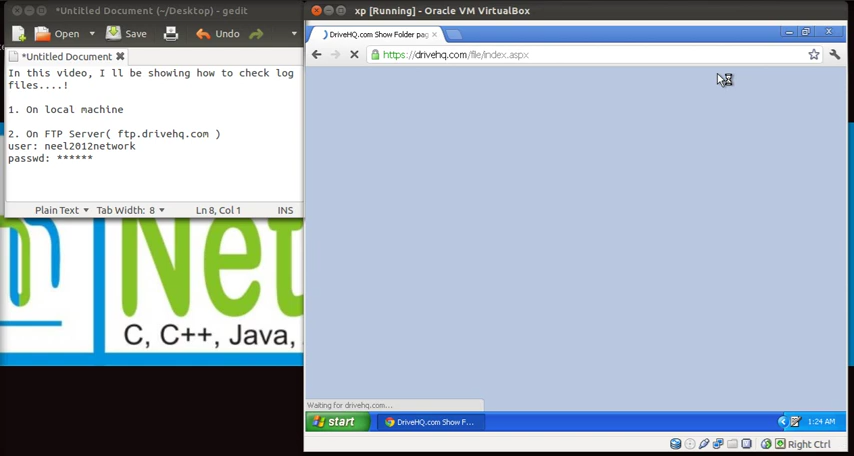 *Untitled Document (~/Desktop) - gedit
Open
Save
Undo
*Untitled Document
In this video, I ll be showing how to check log
files....!
1. On local machine
2. On FTP Server( ftp.drivehq.com )
user: neel2012network
passwd: ******
Plain Text
Tab Width: 8
Ln 8, Col 1
INS
Net
C, C++, Java,
xp [Running] - Oracle VM VirtualBox
DriveHQ.com Show Folder pag
https://drivehq.com/file/index.aspx
Waiting for drivehq.com...
start
DriveHQ.com Show F...
1:24 AM
Right Ctrl